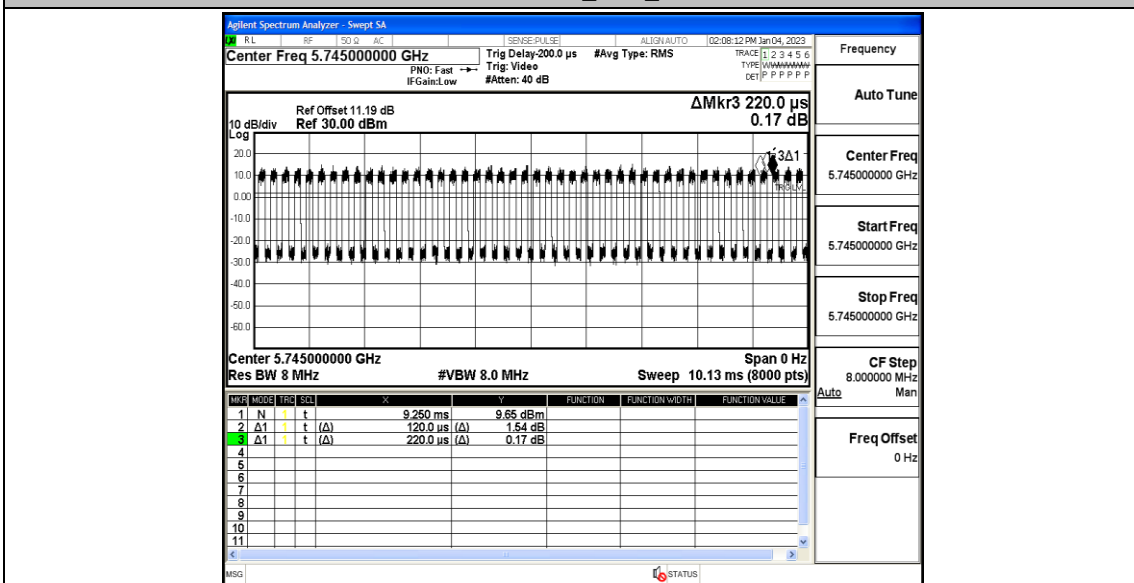 Agilent Spectrum Analyzer - Swept SA
RL RF 50 Ω AC SENSE:PULSE ALIGN AUTO 02:08:12 PM Jan 04, 2023
Center Freq 5.745000000 GHz
PNO: Fast
IFGain:Low
Trig Delay-200.0 µs
Trig: Video
#Atten: 40 dB
#Avg Type: RMS
TRACE 1 2 3 4 5 6
TYPE
DET P P P P P P
Ref Offset 11.19 dB
Ref 30.00 dBm
10 dB/div
Log
ΔMkr3 220.0 µs
0.17 dB
20.0
10.0
0.00
-10.0
-20.0
-30.0
-40.0
-50.0
-60.0
3Δ1
TRIG LVL
Center 5.745000000 GHz Span 0 Hz
Res BW 8 MHz #VBW 8.0 MHz Sweep 10.13 ms (8000 pts)
MKR MODE TRC SCL X Y FUNCTION FUNCTION WIDTH FUNCTION VALUE
1 N 1 t 9.250 ms 9.65 dBm
2 Δ1 1 t (Δ) 120.0 µs (Δ) 1.54 dB
3 Δ1 1 t (Δ) 220.0 µs (Δ) 0.17 dB
4
5
6
7
8
9
10
11
MSG STATUS
Frequency
Auto Tune
Center Freq
5.745000000 GHz
Start Freq
5.745000000 GHz
Stop Freq
5.745000000 GHz
CF Step
8.000000 MHz
Auto Man
Freq Offset
0 Hz